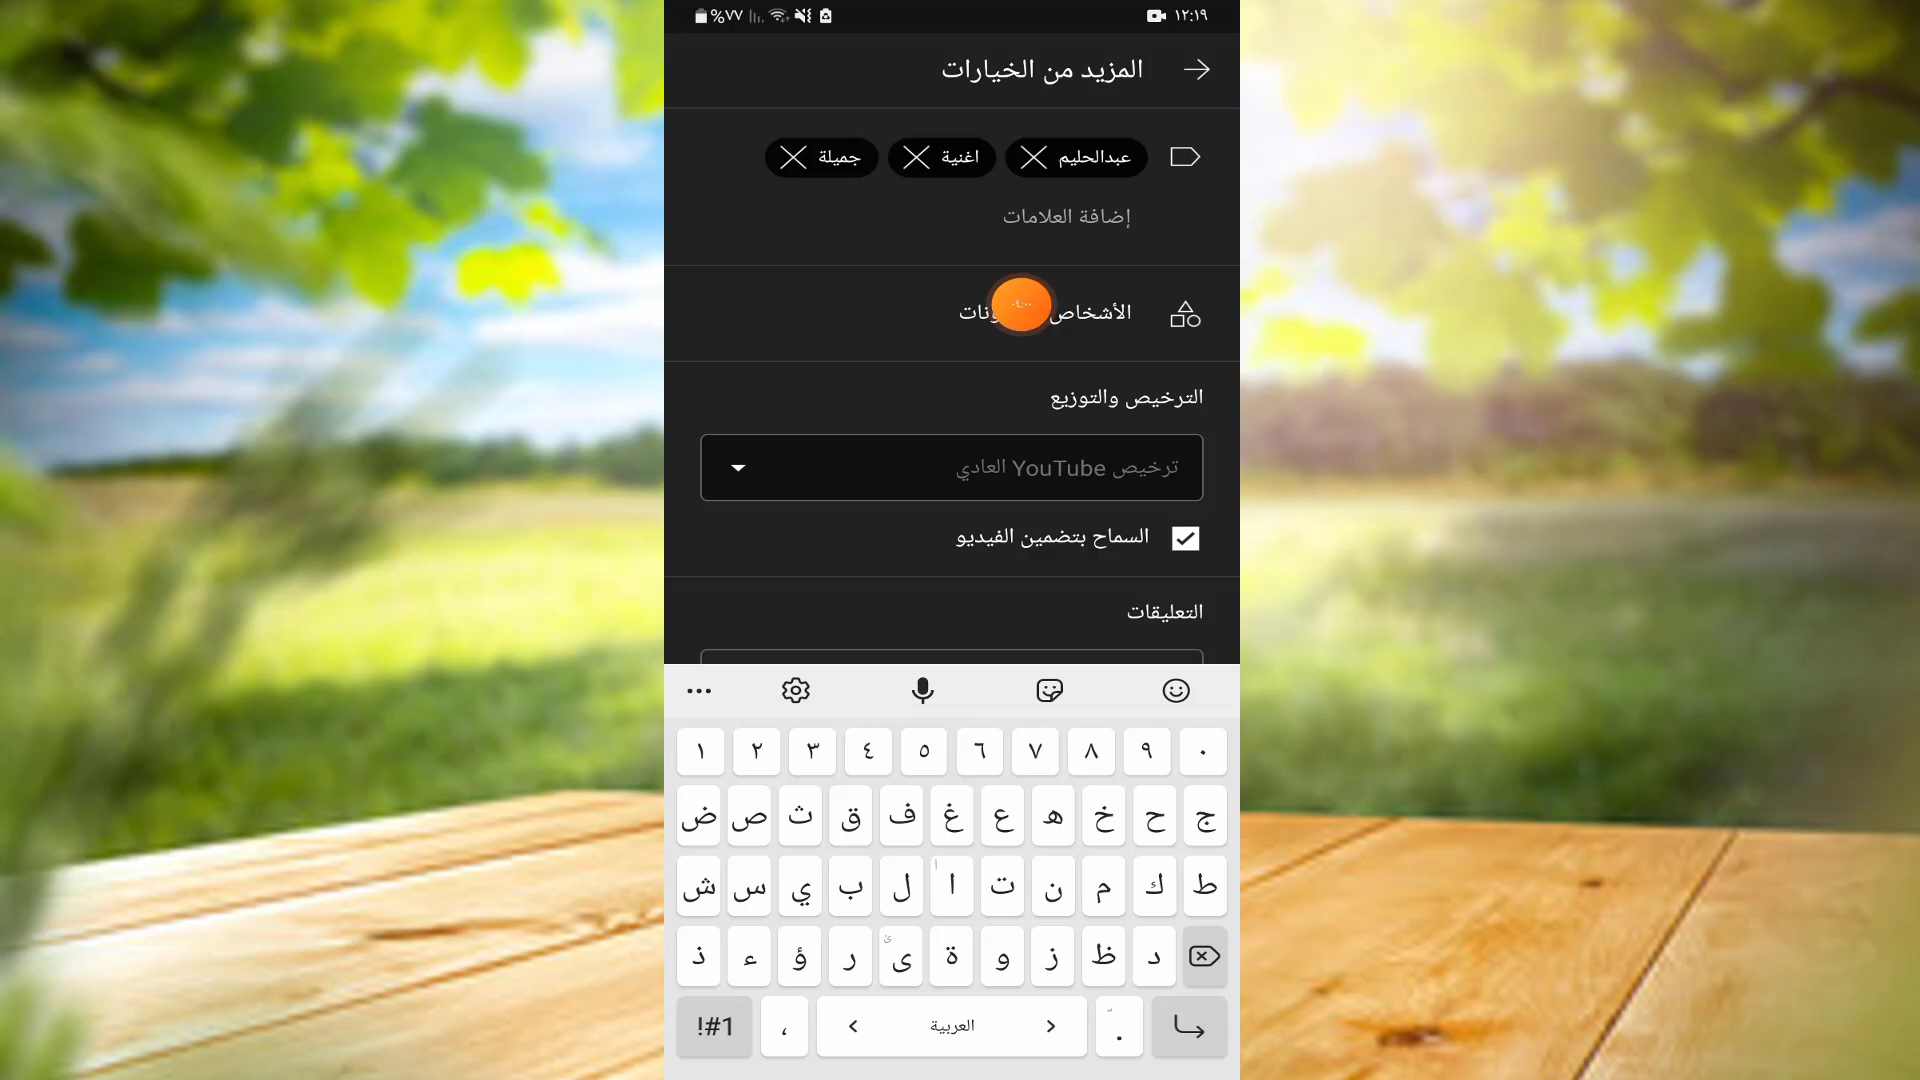 %٧٧ ١٢:١٩
المزيد من الخيارات
عبدالحليم اغنية جميلة
إضافة العلامات
الأشخاص
الترخيص والتوزيع
ترخيص YouTube العادي
السماح بتضمين الفيديو
التعليقات
١ ٢ ٣ ٤ ٥ ٦ ٧ ٨ ٩ ٠
ض ص ث ق ف غ ع ه خ ح ج
ش س ي ب ل ا ت ن م ك ط
ذ ء ؤ ر ى ة و ز ظ د
!#1 ، العربية .